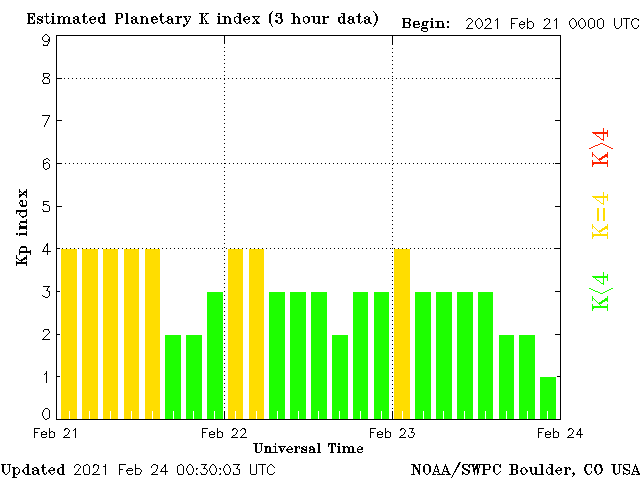 Estimated Planetary K index (3 hour data)
Begin: 2021 Feb 21 0000 UTC
9
8
7
6
5
4
3
2
1
0
Kp index
K>4
K=4
K<4
Feb 21 Feb 22 Feb 23 Feb 24
Universal Time
Updated 2021 Feb 24 00:30:03 UTC
NOAA/SWPC Boulder, CO USA